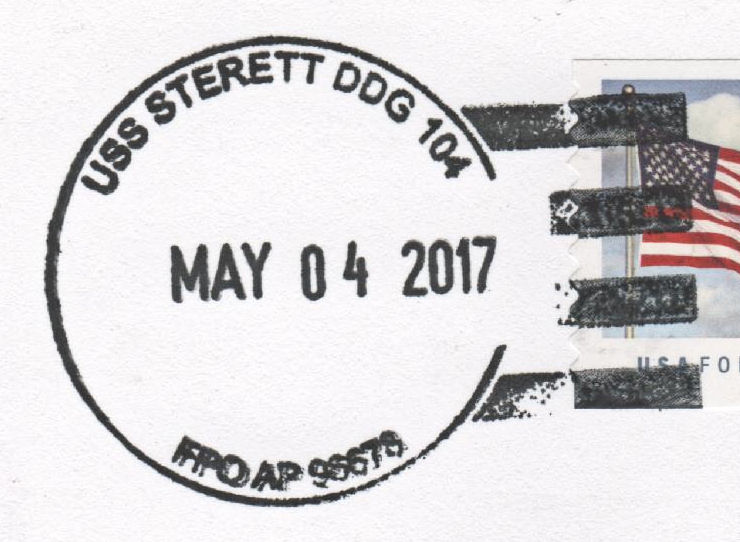 USS STERETT DDG 104
MAY 04 2017
FPO AP 96678
USA FO